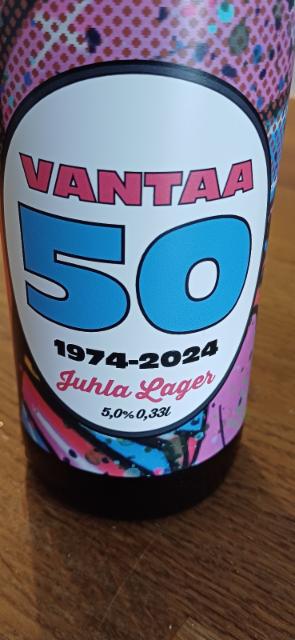 VANTAA
50
1974-2024
Juhla Lager
5,0% 0,33l